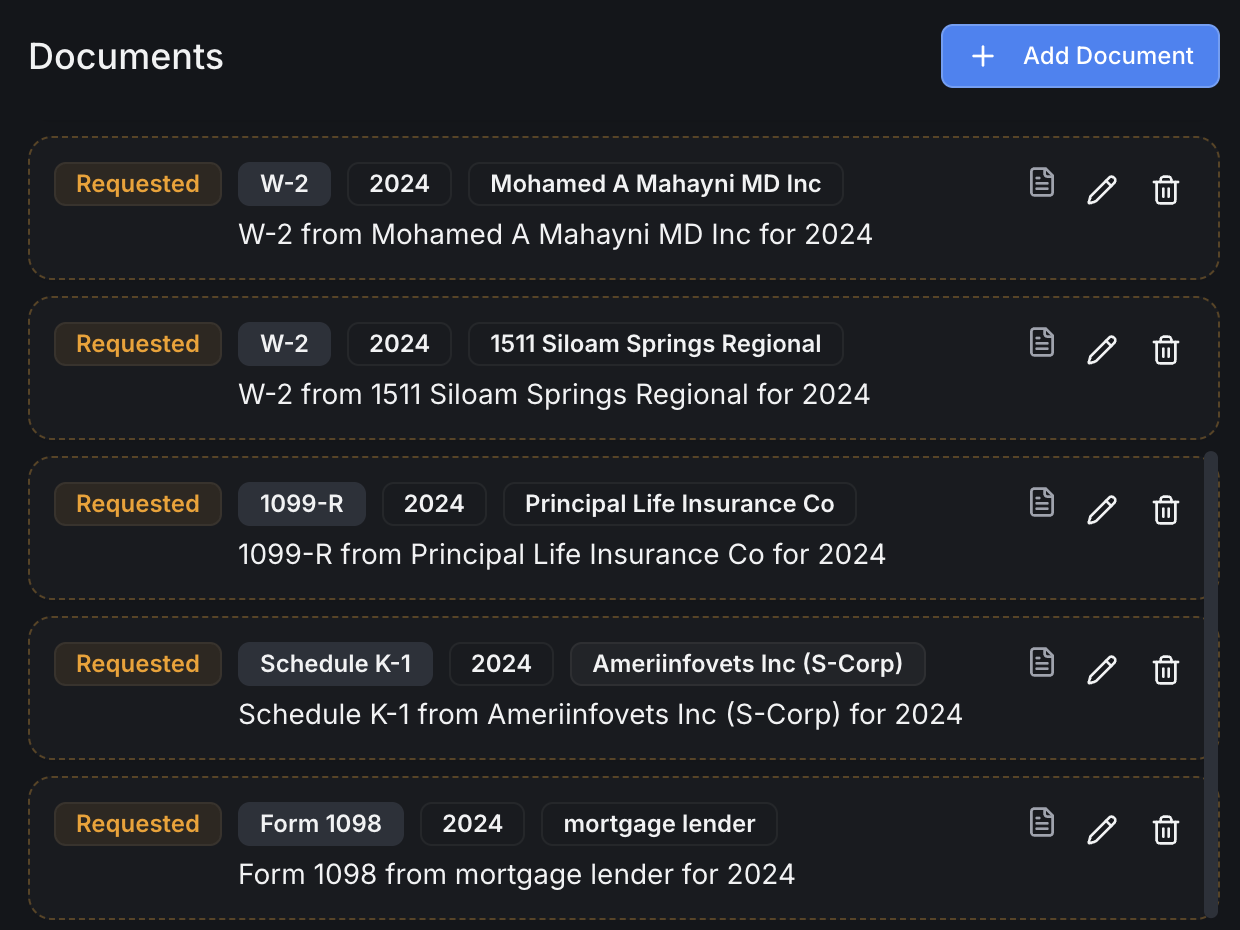 Documents
Add Document
Requested W-2 2024 Mohamed A Mahayni MD Inc
W-2 from Mohamed A Mahayni MD Inc for 2024
Requested W-2 2024 1511 Siloam Springs Regional
W-2 from 1511 Siloam Springs Regional for 2024
Requested 1099-R 2024 Principal Life Insurance Co
1099-R from Principal Life Insurance Co for 2024
Requested Schedule K-1 2024 Ameriinfovets Inc (S-Corp)
Schedule K-1 from Ameriinfovets Inc (S-Corp) for 2024
Requested Form 1098 2024 mortgage lender
Form 1098 from mortgage lender for 2024